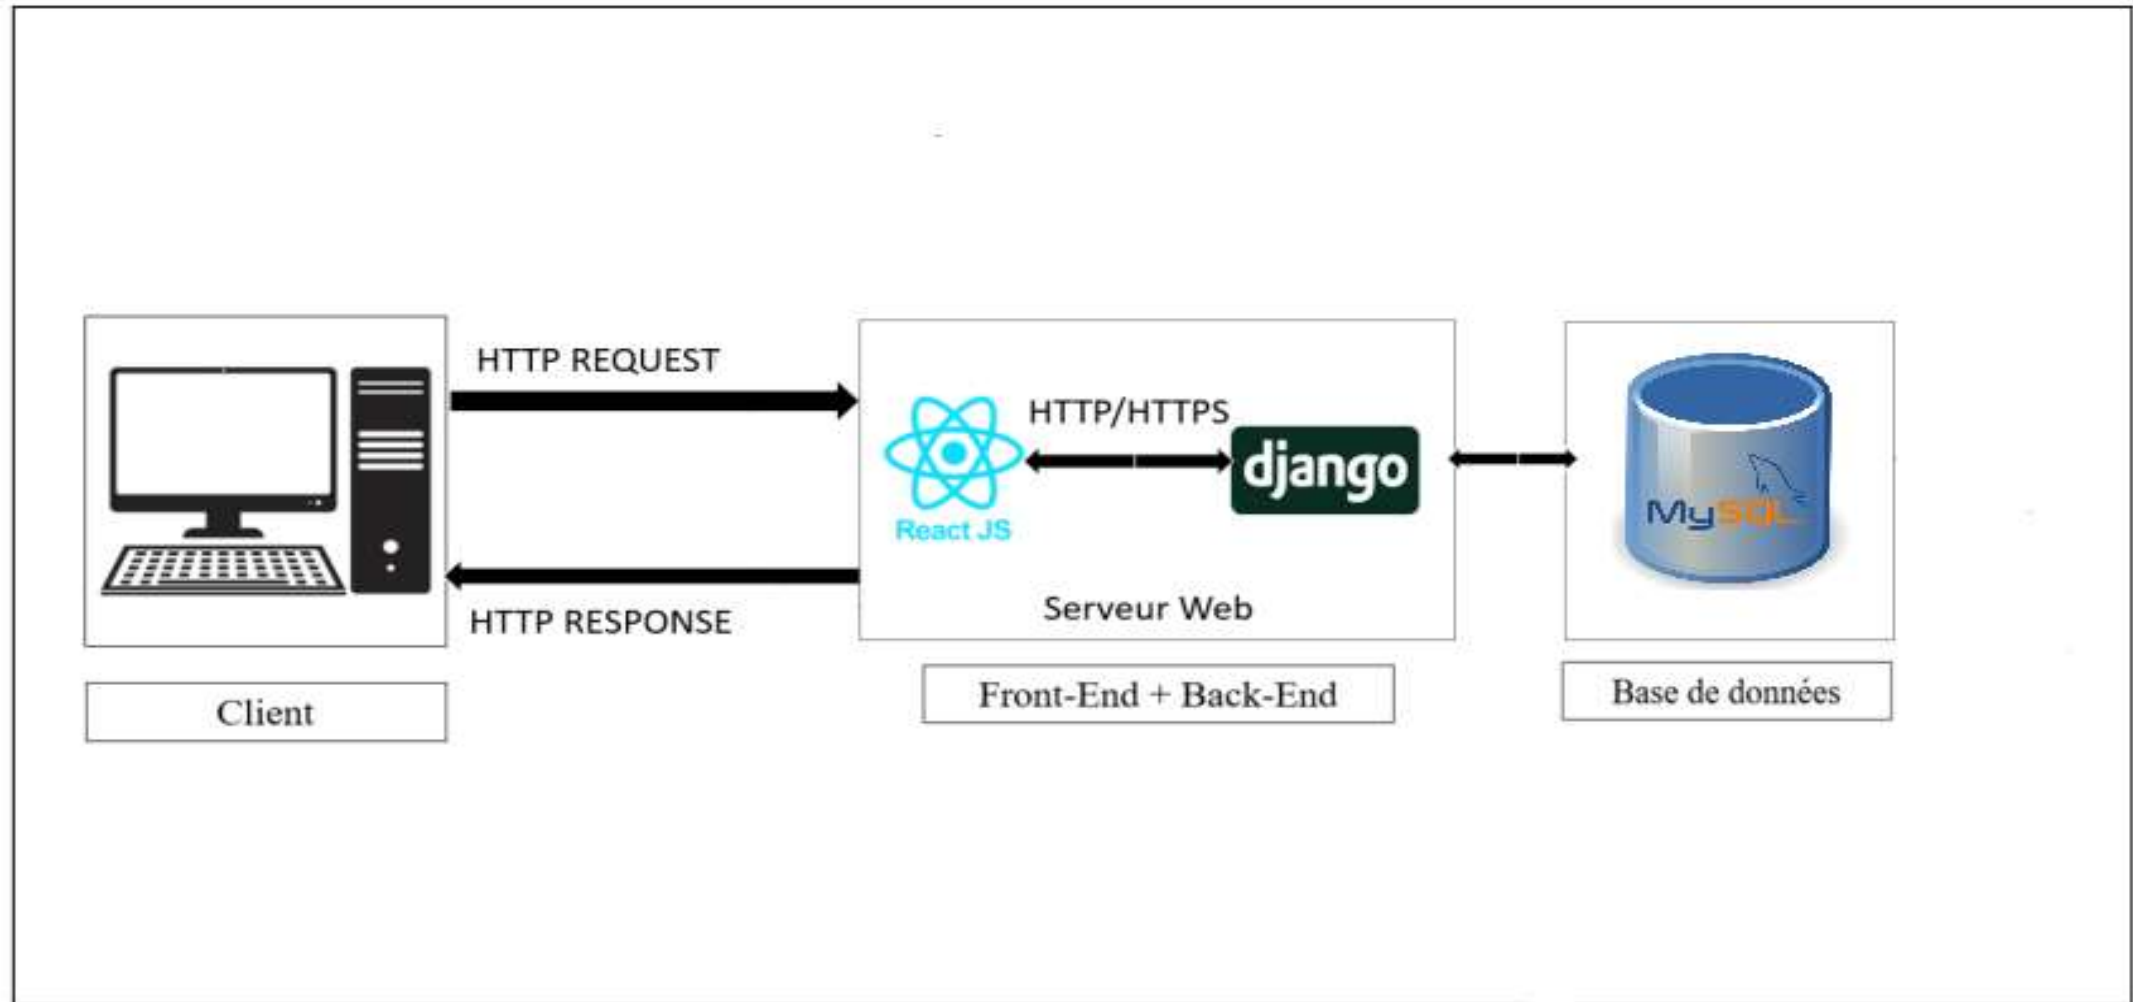 HTTP REQUEST
HTTP/HTTPS
django
React JS
MySQL
HTTP RESPONSE
Serveur Web
Client
Front-End + Back-End
Base de données